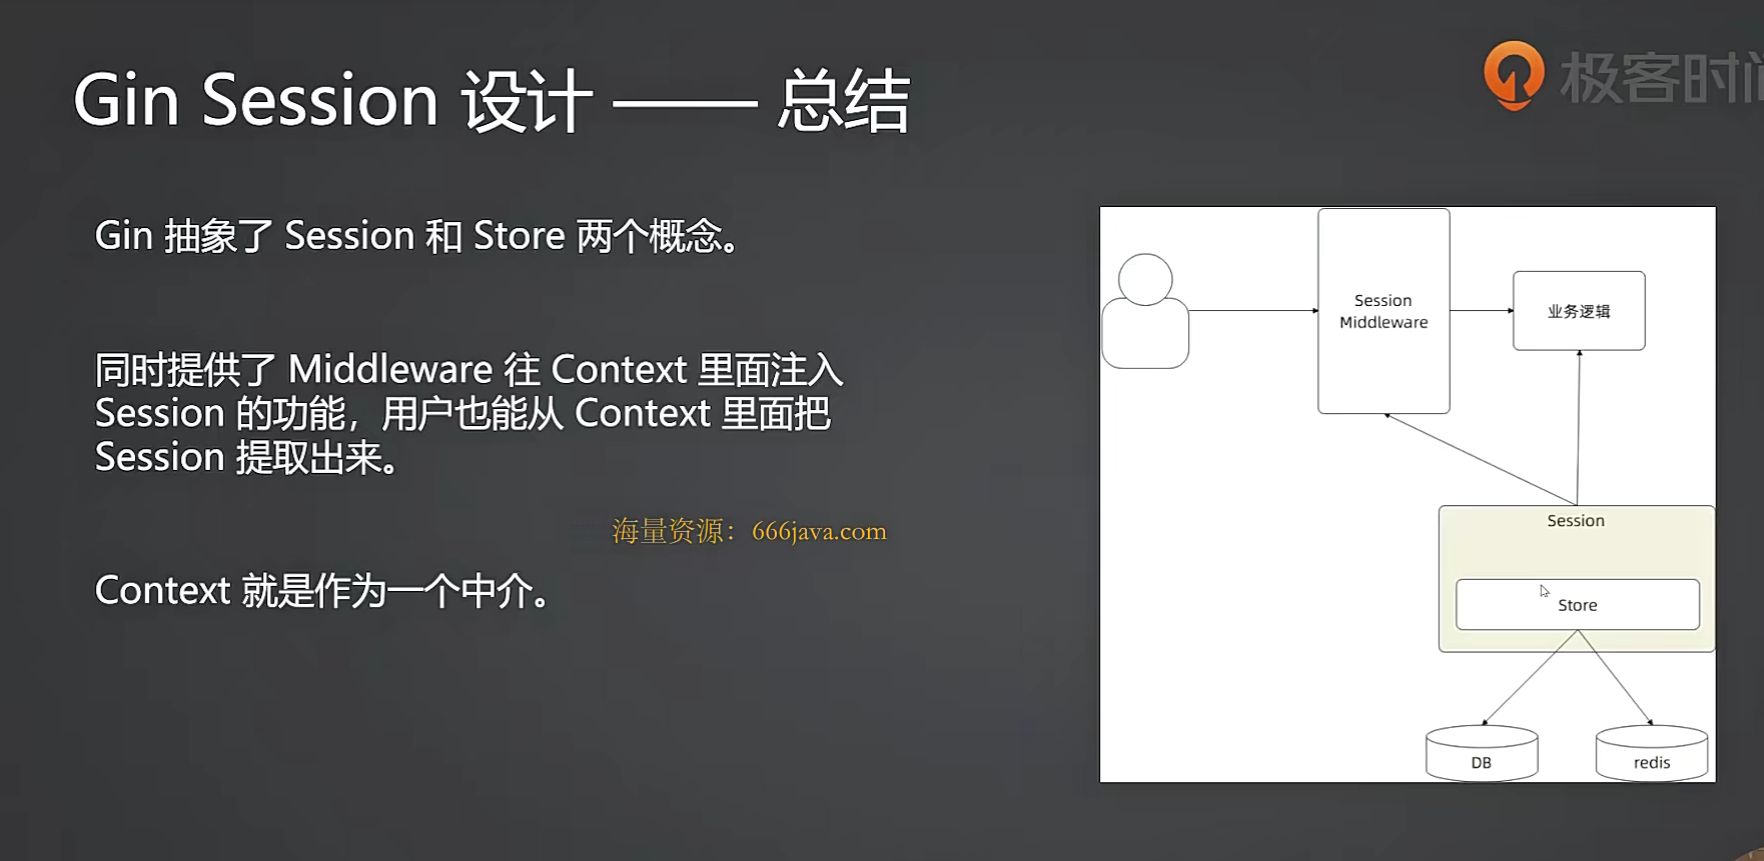 Gin Session 设计 —— 总结
极客时间
Gin 抽象了 Session 和 Store 两个概念。
同时提供了 Middleware 往 Context 里面注入
Session 的功能，用户也能从 Context 里面把
Session 提取出来。
海量资源：666java.com
Context 就是作为一个中介。
Session
Middleware
业务逻辑
Session
Store
DB
redis